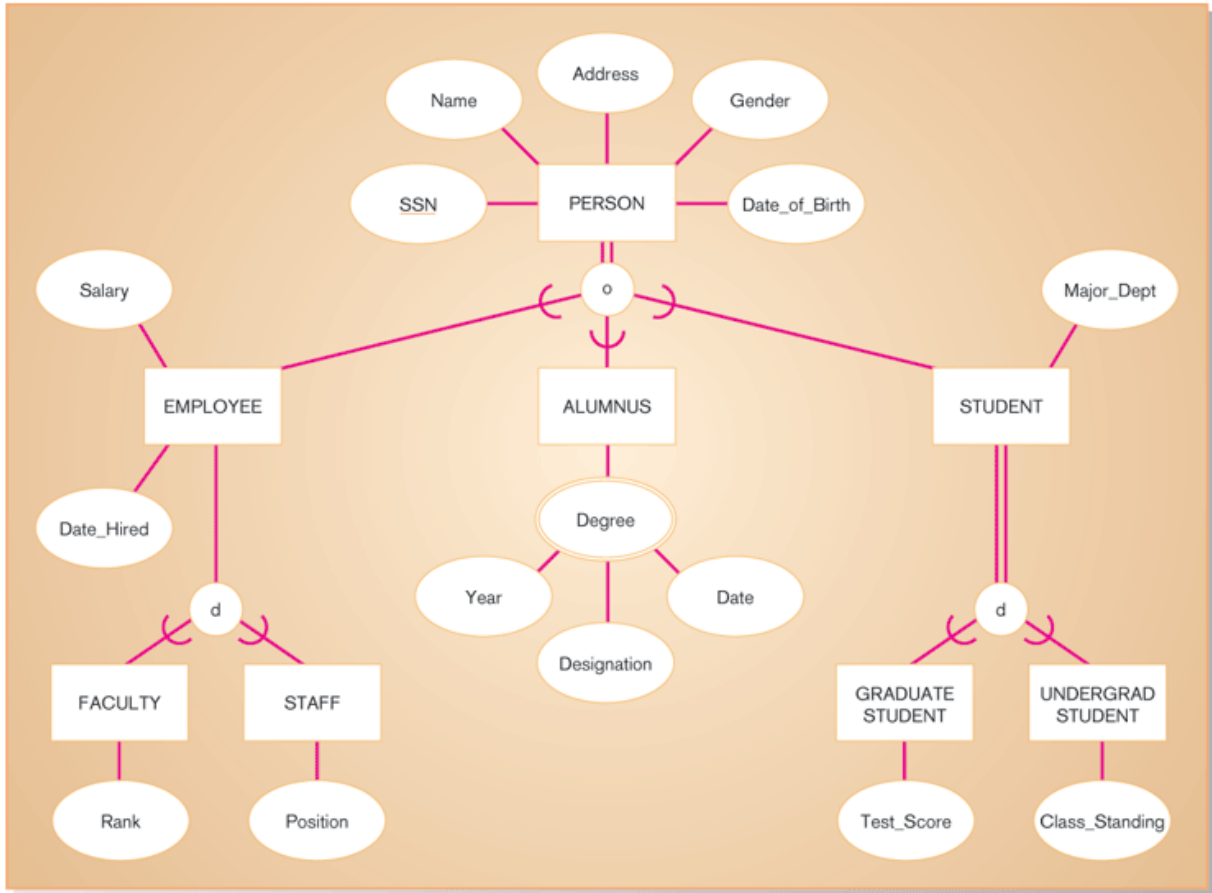 Address
Name
Gender
SSN
PERSON
Date_of_Birth
o
Salary
Major_Dept
EMPLOYEE
ALUMNUS
STUDENT
Date_Hired
Degree
Year
Date
Designation
d
d
FACULTY
STAFF
GRADUATE
STUDENT
UNDERGRAD
STUDENT
Rank
Position
Test_Score
Class_Standing